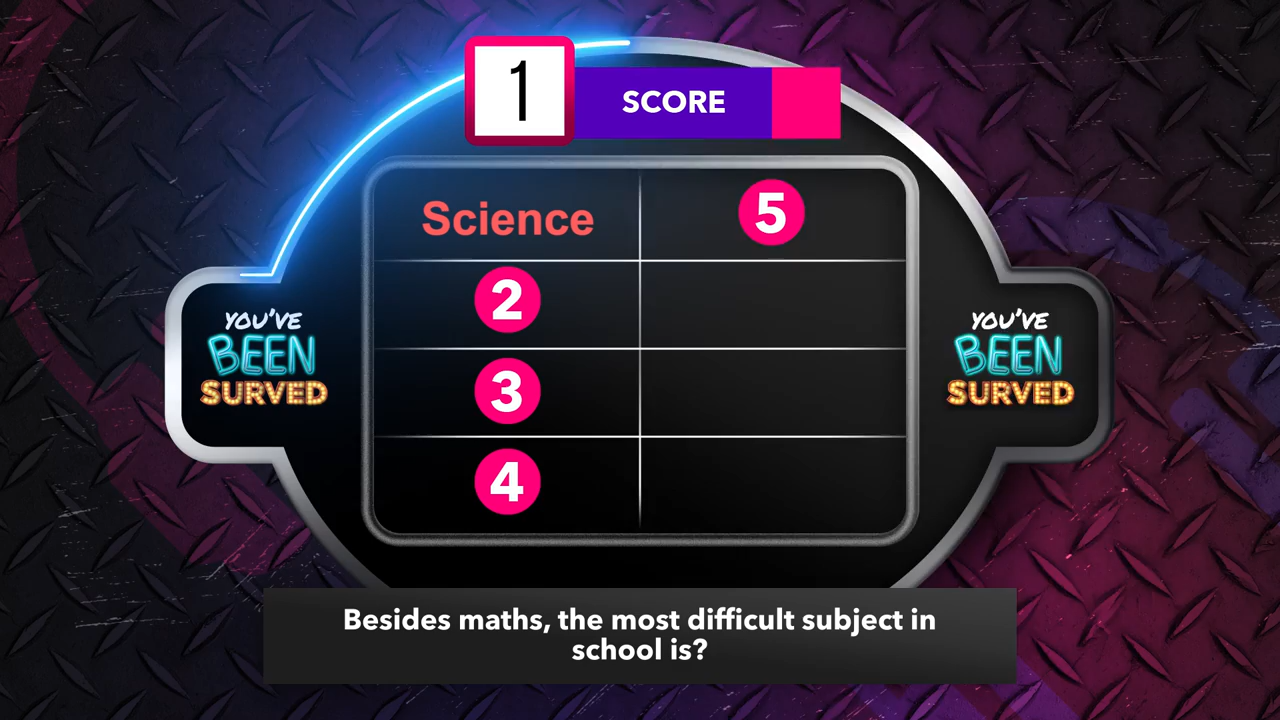 1
SCORE
Science
5
2
3
4
YOU'VE
BEEN
SURVED
YOU'VE
BEEN
SURVED
Besides maths, the most difficult subject in
school is?